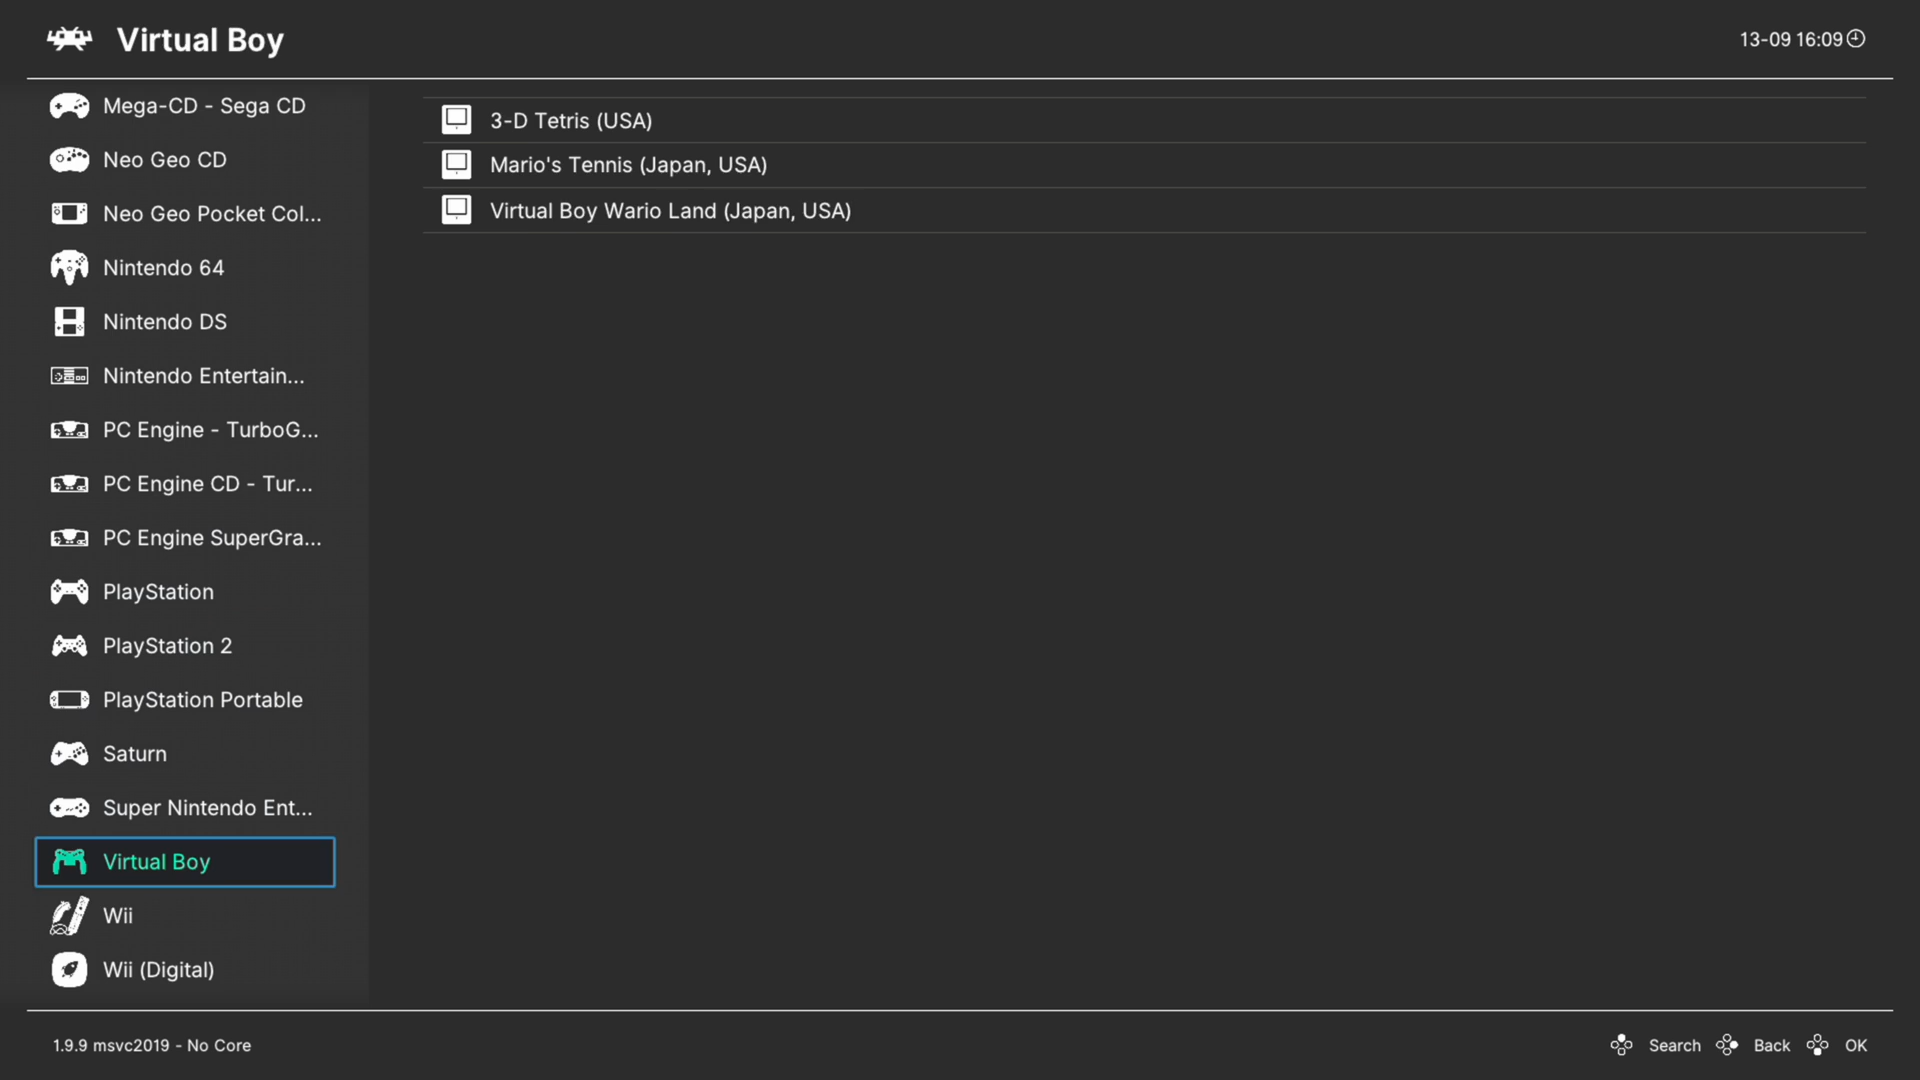 Virtual Boy
13-09 16:09
Mega-CD - Sega CD
Neo Geo CD
Neo Geo Pocket Col...
Nintendo 64
Nintendo DS
Nintendo Entertain...
PC Engine - TurboG...
PC Engine CD - Tur...
PC Engine SuperGra...
PlayStation
PlayStation 2
PlayStation Portable
Saturn
Super Nintendo Ent...
Virtual Boy
Wii
Wii (Digital)
3-D Tetris (USA)
Mario's Tennis (Japan, USA)
Virtual Boy Wario Land (Japan, USA)
1.9.9 msvc2019 - No Core
Search Back OK